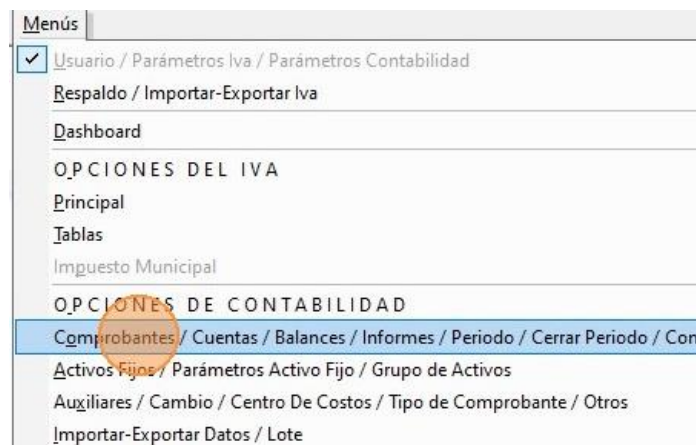 Menús
Usuario / Parámetros Iva / Parámetros Contabilidad
Respaldo / Importar-Exportar Iva
Dashboard
OPCIONES DEL IVA
Principal
Tablas
Impuesto Municipal
OPCIONES DE CONTABILIDAD
Comprobantes / Cuentas / Balances / Informes / Periodo / Cerrar Periodo / Con
Activos Fijos / Parámetros Activo Fijo / Grupo de Activos
Auxiliares / Cambio / Centro De Costos / Tipo de Comprobante / Otros
Importar-Exportar Datos / Lote